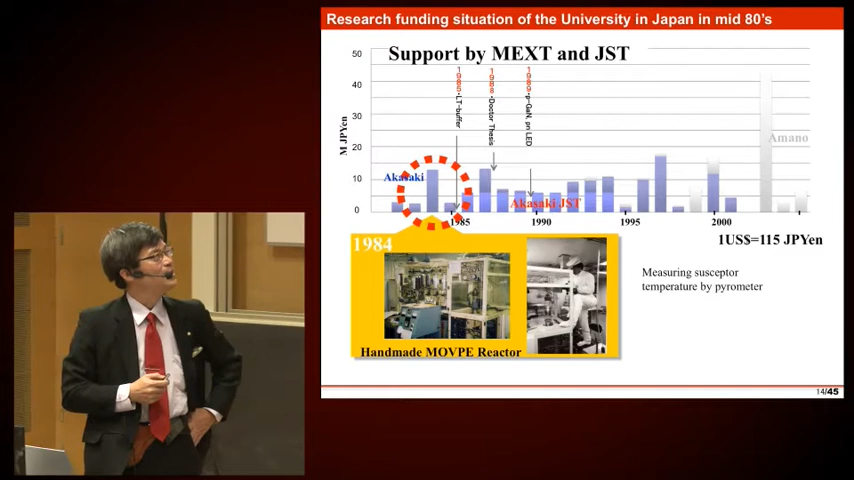 Research funding situation of the University in Japan in mid 80's
Support by MEXT and JST
50
40
30
20
10
0
M JPYen
1985・LT-buffer
1988・Doctor Thesis
1989・p-GaN, pn LED
Akasaki
Amano
Akasaki JST
1985
1990
1995
2000
1US$=115 JPYen
1984
Handmade MOVPE Reactor
Measuring susceptor
temperature by pyrometer
14/45